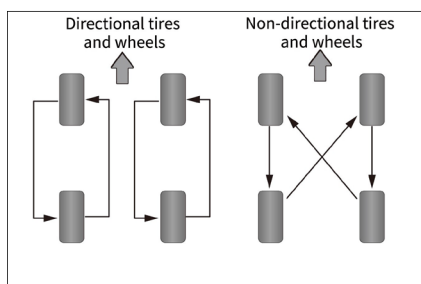 Directional tires
and wheels
Non-directional tires
and wheels